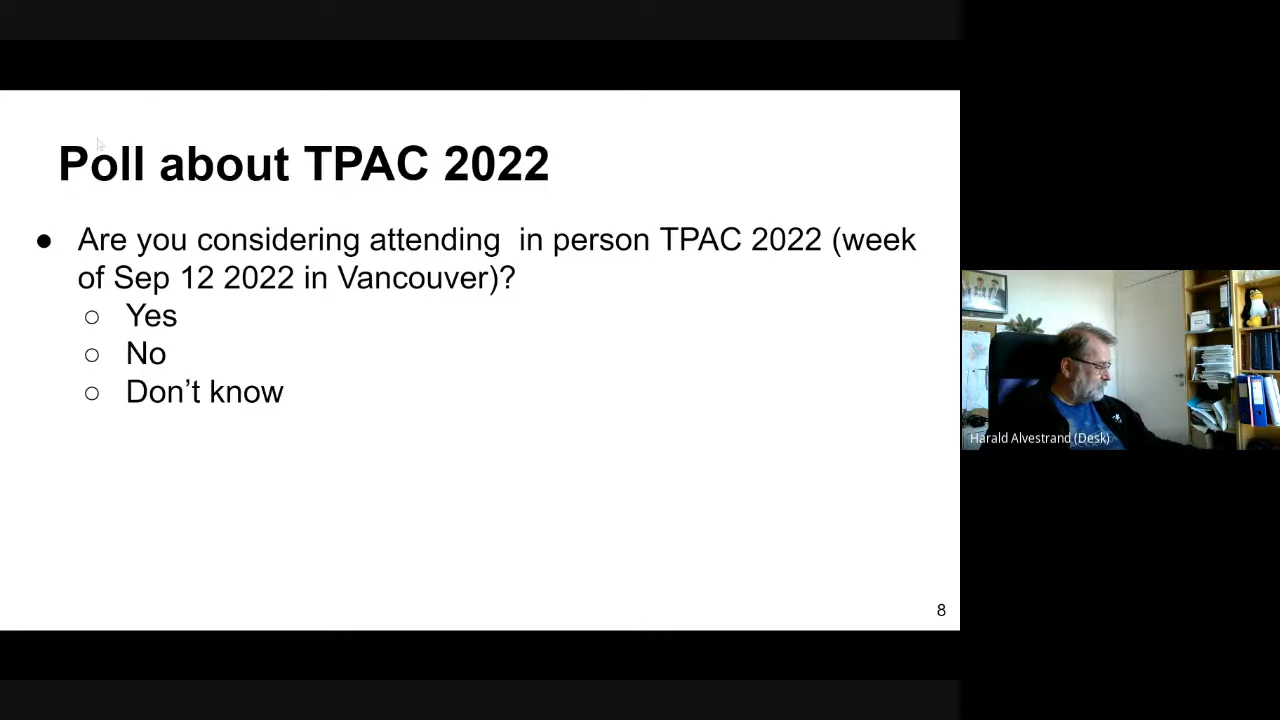 Poll about TPAC 2022
● Are you considering attending  in person TPAC 2022 (week
of Sep 12 2022 in Vancouver)?
○ Yes
○ No
○ Don’t know
8
Harald Alvestrand (Desk)